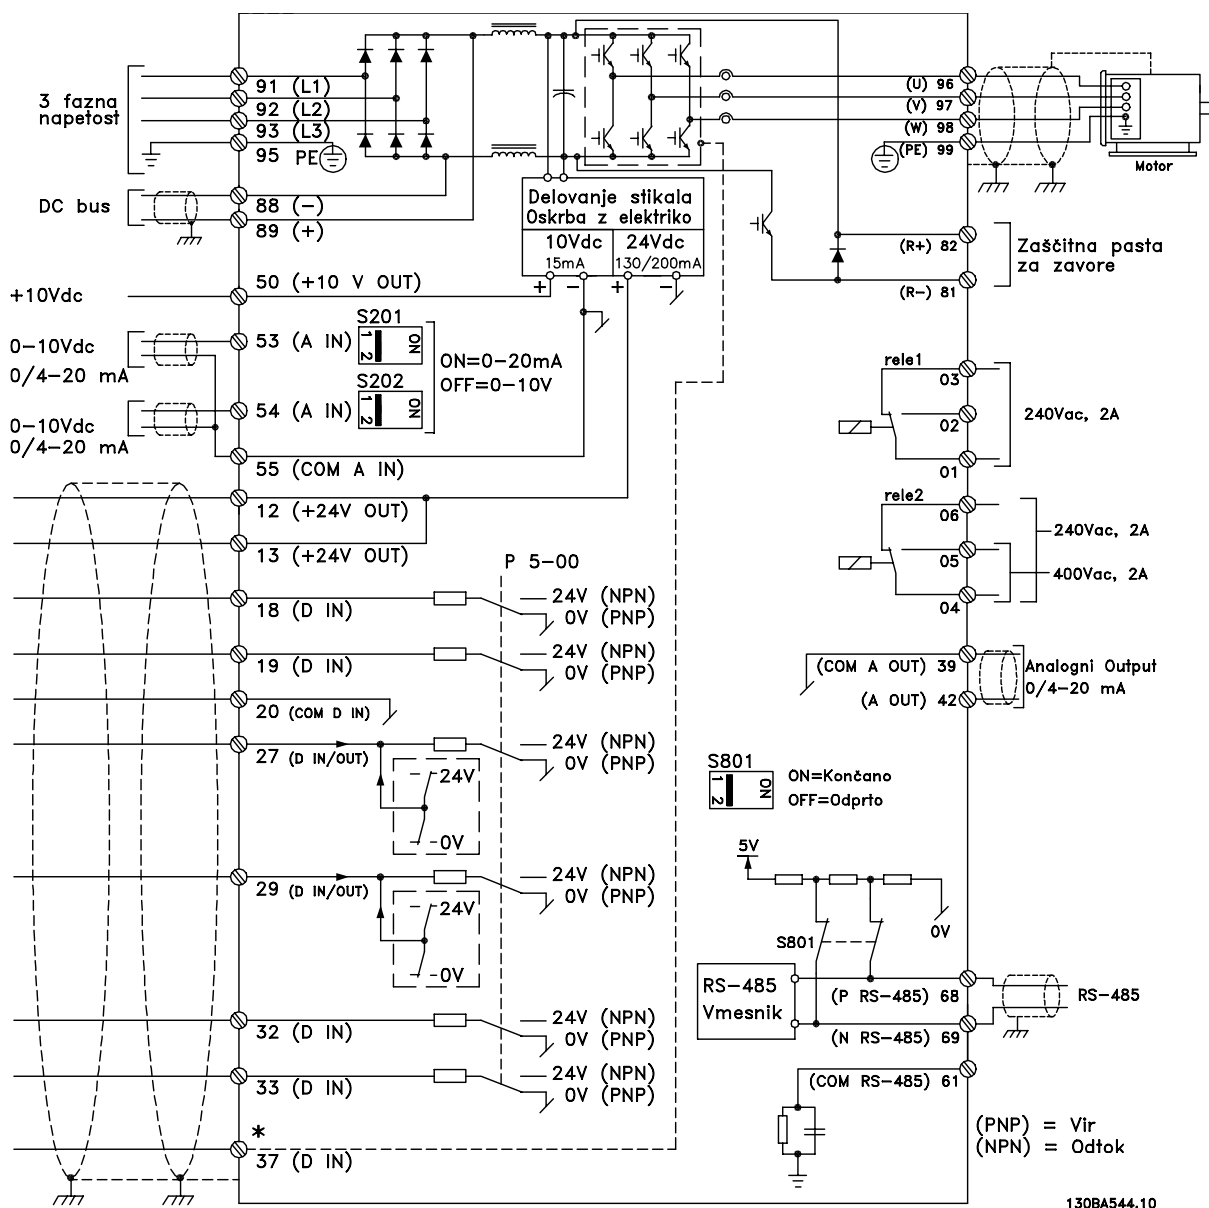 3 fazna
napetost
91 (L1)
92 (L2)
93 (L3)
95 PE
DC bus
88 (−)
89 (+)
+10Vdc
50 (+10 V OUT)
0−10Vdc
0/4−20 mA
53 (A IN)
S201
1 2
ON
ON=0−20mA
OFF=0−10V
S202
1 2
ON
0−10Vdc
0/4−20 mA
54 (A IN)
55 (COM A IN)
12 (+24V OUT)
13 (+24V OUT)
P 5-00
18 (D IN)
24V (NPN)
0V (PNP)
19 (D IN)
24V (NPN)
0V (PNP)
20 (COM D IN)
27 (D IN/OUT)
24V (NPN)
0V (PNP)
24V
0V
29 (D IN/OUT)
24V (NPN)
0V (PNP)
24V
0V
32 (D IN)
24V (NPN)
0V (PNP)
33 (D IN)
24V (NPN)
0V (PNP)
*
37 (D IN)
Delovanje stikala
Oskrba z elektriko
10Vdc
15mA
24Vdc
130/200mA
+ − + −
(U) 96
(V) 97
(W) 98
(PE) 99
Motor
(R+) 82
(R−) 81
Zaščitna pasta
za zavore
rele1
03
02
01
240Vac, 2A
rele2
06
05
04
240Vac, 2A
400Vac, 2A
(COM A OUT) 39
(A OUT) 42
Analogni Output
0/4−20 mA
S801
1 2
ON
ON=Končano
OFF=Odprto
5V
S801
0V
RS−485
Vmesnik
(P RS−485) 68
(N RS−485) 69
RS−485
(COM RS−485) 61
(PNP) = Vir
(NPN) = Odtok
130BA544.10